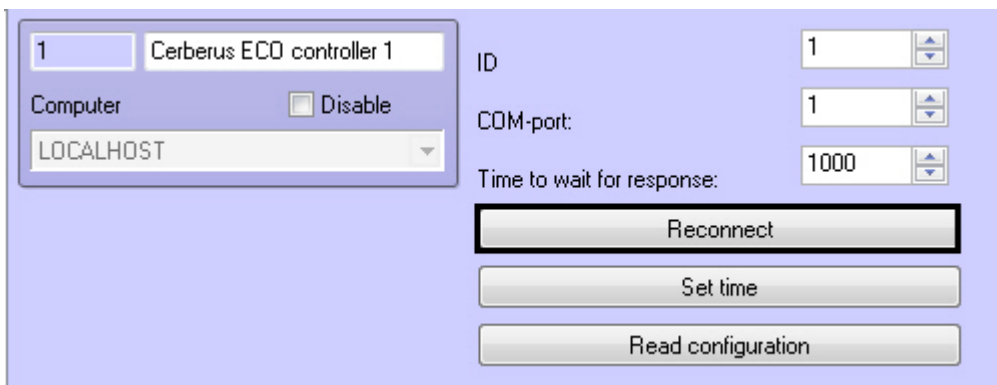 1
Cerberus ECO controller 1
Computer
Disable
LOCALHOST
ID
1
COM-port:
1
Time to wait for response:
1000
Reconnect
Set time
Read configuration